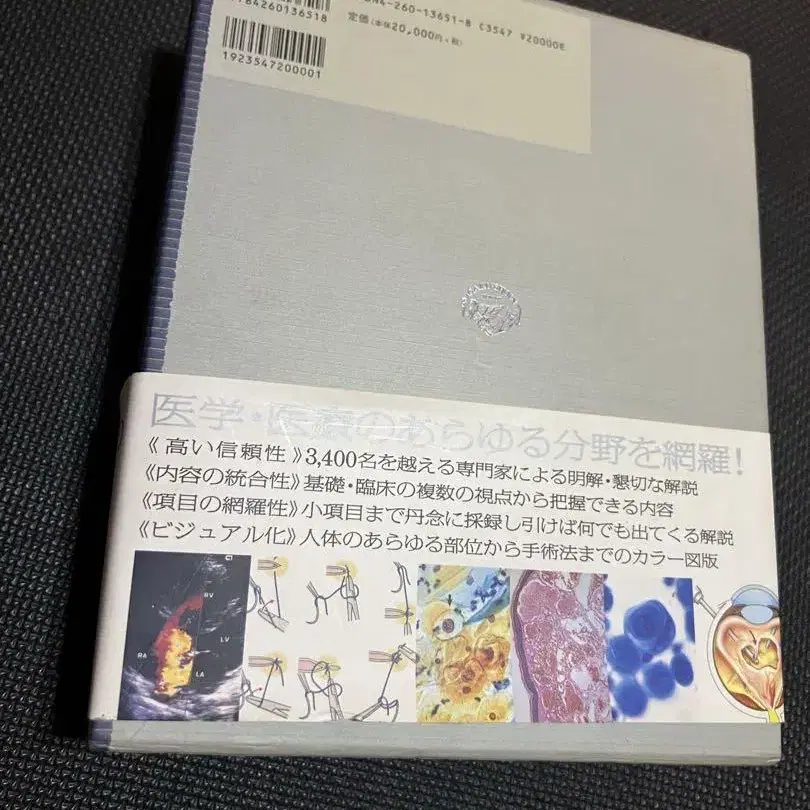 784260136518
1923547200001
N4-260-13651-8 C3547 ¥20000E
定価(本体20,000円+税)
医学・医療のあらゆる分野を網羅!
《高い信頼性》3,400名を越える専門家による明解・懇切な解説
《内容の統合性》基礎・臨床の複数の視点から把握できる内容
《項目の網羅性》小項目まで丹念に採録し引けば何でも出てくる解説
《ビジュアル化》人体のあらゆる部位から手術法までのカラー図版
RV
LV
RA
LA